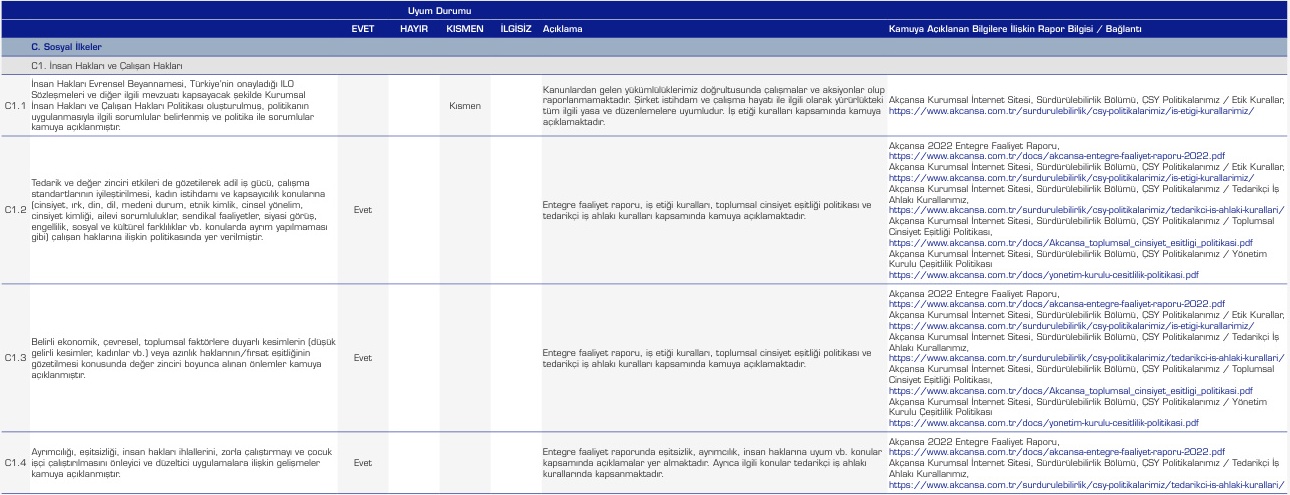 Uyum Durumu
EVET HAYIR KISMEN İLGİSİZ Açıklama Kamuya Açıklanan Bilgilere İlişkin Rapor Bilgisi / Bağlantı
C. Sosyal İlkeler
C1. İnsan Hakları ve Çalışan Hakları
C1.1
İnsan Hakları Evrensel Beyannamesi, Türkiye'nin onayladığı ILO
Sözleşmeleri ve diğer ilgili mevzuatı kapsayacak şekilde Kurumsal
İnsan Hakları ve Çalışan Hakları Politikası oluşturulmuş, politikanın
uygulanmasıyla ilgili sorumlular belirlenmiş ve politika ile sorumlular
kamuya açıklanmıştır.
Kısmen
Kanunlardan gelen yükümlülüklerimiz doğrultusunda çalışmalar ve aksiyonlar olup
raporlanmamaktadır. Şirket istihdam ve çalışma hayatı ile ilgili olarak yürürlükteki
tüm ilgili yasa ve düzenlemelere uyumludur. İş etiği kuralları kapsamında kamuya
açıklamaktadır.
Akçansa Kurumsal İnternet Sitesi, Sürdürülebilirlik Bölümü, ÇSY Politikalarımız / Etik Kurallar,
https://www.akcansa.com.tr/surdurulebilirlik/csy-politikalarimiz/is-etigi-kurallarimiz/
C1.2
Tedarik ve değer zinciri etkileri de gözetilerek adil iş gücü, çalışma
standartlarının iyileştirilmesi, kadın istihdamı ve kapsayıcılık konularına
(cinsiyet, ırk, din, dil, medeni durum, etnik kimlik, cinsel yönelim,
cinsiyet kimliği, ailevi sorumluluklar, sendikal faaliyetler, siyasi görüş,
engellilik, sosyal ve kültürel farklılıklar vb. konularda ayrım yapılmaması
gibi) çalışan haklarına ilişkin politikasında yer verilmiştir.
Evet
Entegre faaliyet raporu, iş etiği kuralları, toplumsal cinsiyet eşitliği politikası ve
tedarikçi iş ahlakı kuralları kapsamında kamuya açıklamaktadır.
Akçansa 2022 Entegre Faaliyet Raporu,
https://www.akcansa.com.tr/docs/akcansa-entegre-faaliyet-raporu-2022.pdf
Akçansa Kurumsal İnternet Sitesi, Sürdürülebilirlik Bölümü, ÇSY Politikalarımız / Etik Kurallar,
https://www.akcansa.com.tr/surdurulebilirlik/csy-politikalarimiz/is-etigi-kurallarimiz/
Akçansa Kurumsal İnternet Sitesi, Sürdürülebilirlik Bölümü, ÇSY Politikalarımız / Tedarikçi İş
Ahlakı Kurallarımız,
https://www.akcansa.com.tr/surdurulebilirlik/csy-politikalarimiz/tedarikci-is-ahlaki-kurallari/
Akçansa Kurumsal İnternet Sitesi, Sürdürülebilirlik Bölümü, ÇSY Politikalarımız / Toplumsal
Cinsiyet Eşitliği Politikası,
https://www.akcansa.com.tr/docs/Akcansa_toplumsal_cinsiyet_esitligi_politikasi.pdf
Akçansa Kurumsal İnternet Sitesi, Sürdürülebilirlik Bölümü, ÇSY Politikalarımız / Yönetim
Kurulu Çeşitlilik Politikası
https://www.akcansa.com.tr/docs/yonetim-kurulu-cesitlilik-politikasi.pdf
C1.3
Belirli ekonomik, çevresel, toplumsal faktörlere duyarlı kesimlerin (düşük
gelirli kesimler, kadınlar vb.) veya azınlık haklarının/fırsat eşitliğinin
gözetilmesi konusunda değer zinciri boyunca alınan önlemler kamuya
açıklanmıştır.
Evet
Entegre faaliyet raporu, iş etiği kuralları, toplumsal cinsiyet eşitliği politikası ve
tedarikçi iş ahlakı kuralları kapsamında kamuya açıklamaktadır.
Akçansa 2022 Entegre Faaliyet Raporu,
https://www.akcansa.com.tr/docs/akcansa-entegre-faaliyet-raporu-2022.pdf
Akçansa Kurumsal İnternet Sitesi, Sürdürülebilirlik Bölümü, ÇSY Politikalarımız / Etik Kurallar,
https://www.akcansa.com.tr/surdurulebilirlik/csy-politikalarimiz/is-etigi-kurallarimiz/
Akçansa Kurumsal İnternet Sitesi, Sürdürülebilirlik Bölümü, ÇSY Politikalarımız / Tedarikçi İş
Ahlakı Kurallarımız,
https://www.akcansa.com.tr/surdurulebilirlik/csy-politikalarimiz/tedarikci-is-ahlaki-kurallari/
Akçansa Kurumsal İnternet Sitesi, Sürdürülebilirlik Bölümü, ÇSY Politikalarımız / Toplumsal
Cinsiyet Eşitliği Politikası,
https://www.akcansa.com.tr/docs/Akcansa_toplumsal_cinsiyet_esitligi_politikasi.pdf
Akçansa Kurumsal İnternet Sitesi, Sürdürülebilirlik Bölümü, ÇSY Politikalarımız / Yönetim
Kurulu Çeşitlilik Politikası
https://www.akcansa.com.tr/docs/yonetim-kurulu-cesitlilik-politikasi.pdf
C1.4
Ayrımcılığı, eşitsizliği, insan hakları ihlallerini, zorla çalıştırmayı ve çocuk
işçi çalıştırılmasını önleyici ve düzeltici uygulamalara ilişkin gelişmeler
kamuya açıklanmıştır.
Evet
Entegre faaliyet raporunda eşitsizlik, ayrımcılık, insan haklarına uyum vb. konular
kapsamında açıklamalar yer almaktadır. Ayrıca ilgili konular tedarikçi iş ahlakı
kurallarında kapsanmaktadır.
Akçansa 2022 Entegre Faaliyet Raporu,
https://www.akcansa.com.tr/docs/akcansa-entegre-faaliyet-raporu-2022.pdf
Akçansa Kurumsal İnternet Sitesi, Sürdürülebilirlik Bölümü, ÇSY Politikalarımız / Tedarikçi İş
Ahlakı Kurallarımız,
https://www.akcansa.com.tr/surdurulebilirlik/csy-politikalarimiz/tedarikci-is-ahlaki-kurallari/